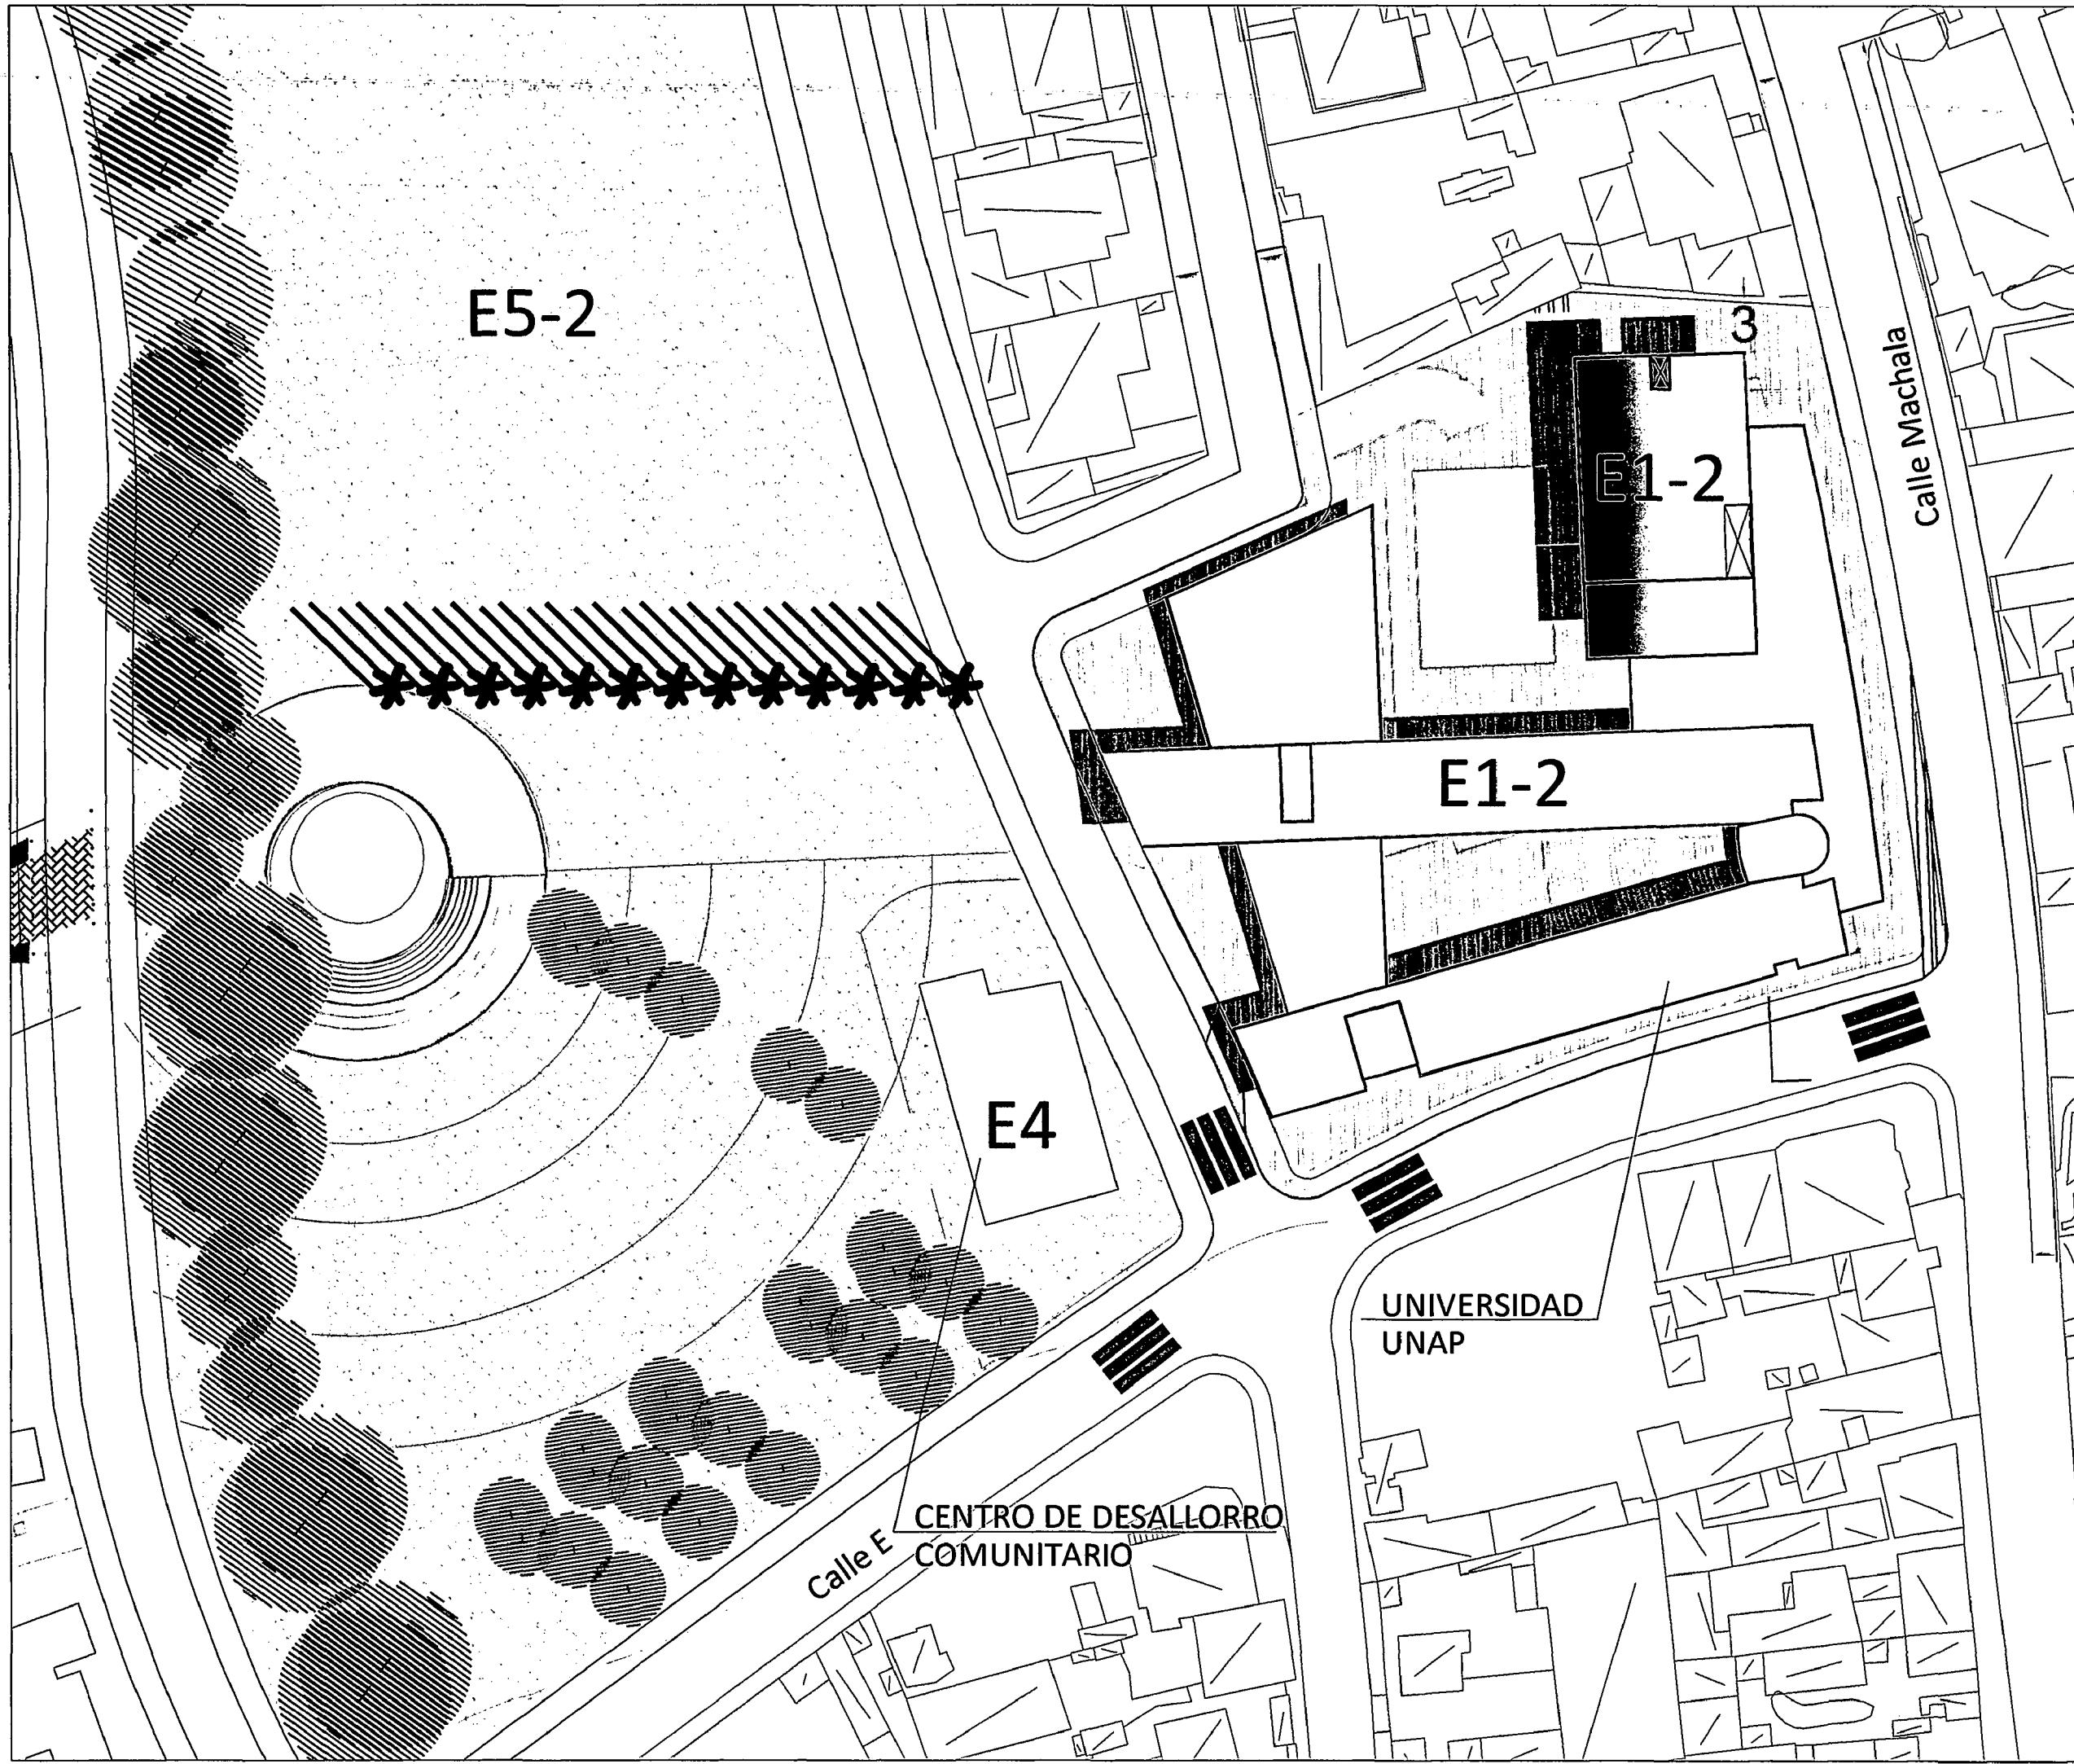 E5-2
3
E1-2
Calle Machala
E1-2
E4
UNIVERSIDAD
UNAP
CENTRO DE DESALLORRO
COMUNITARIO
Calle E